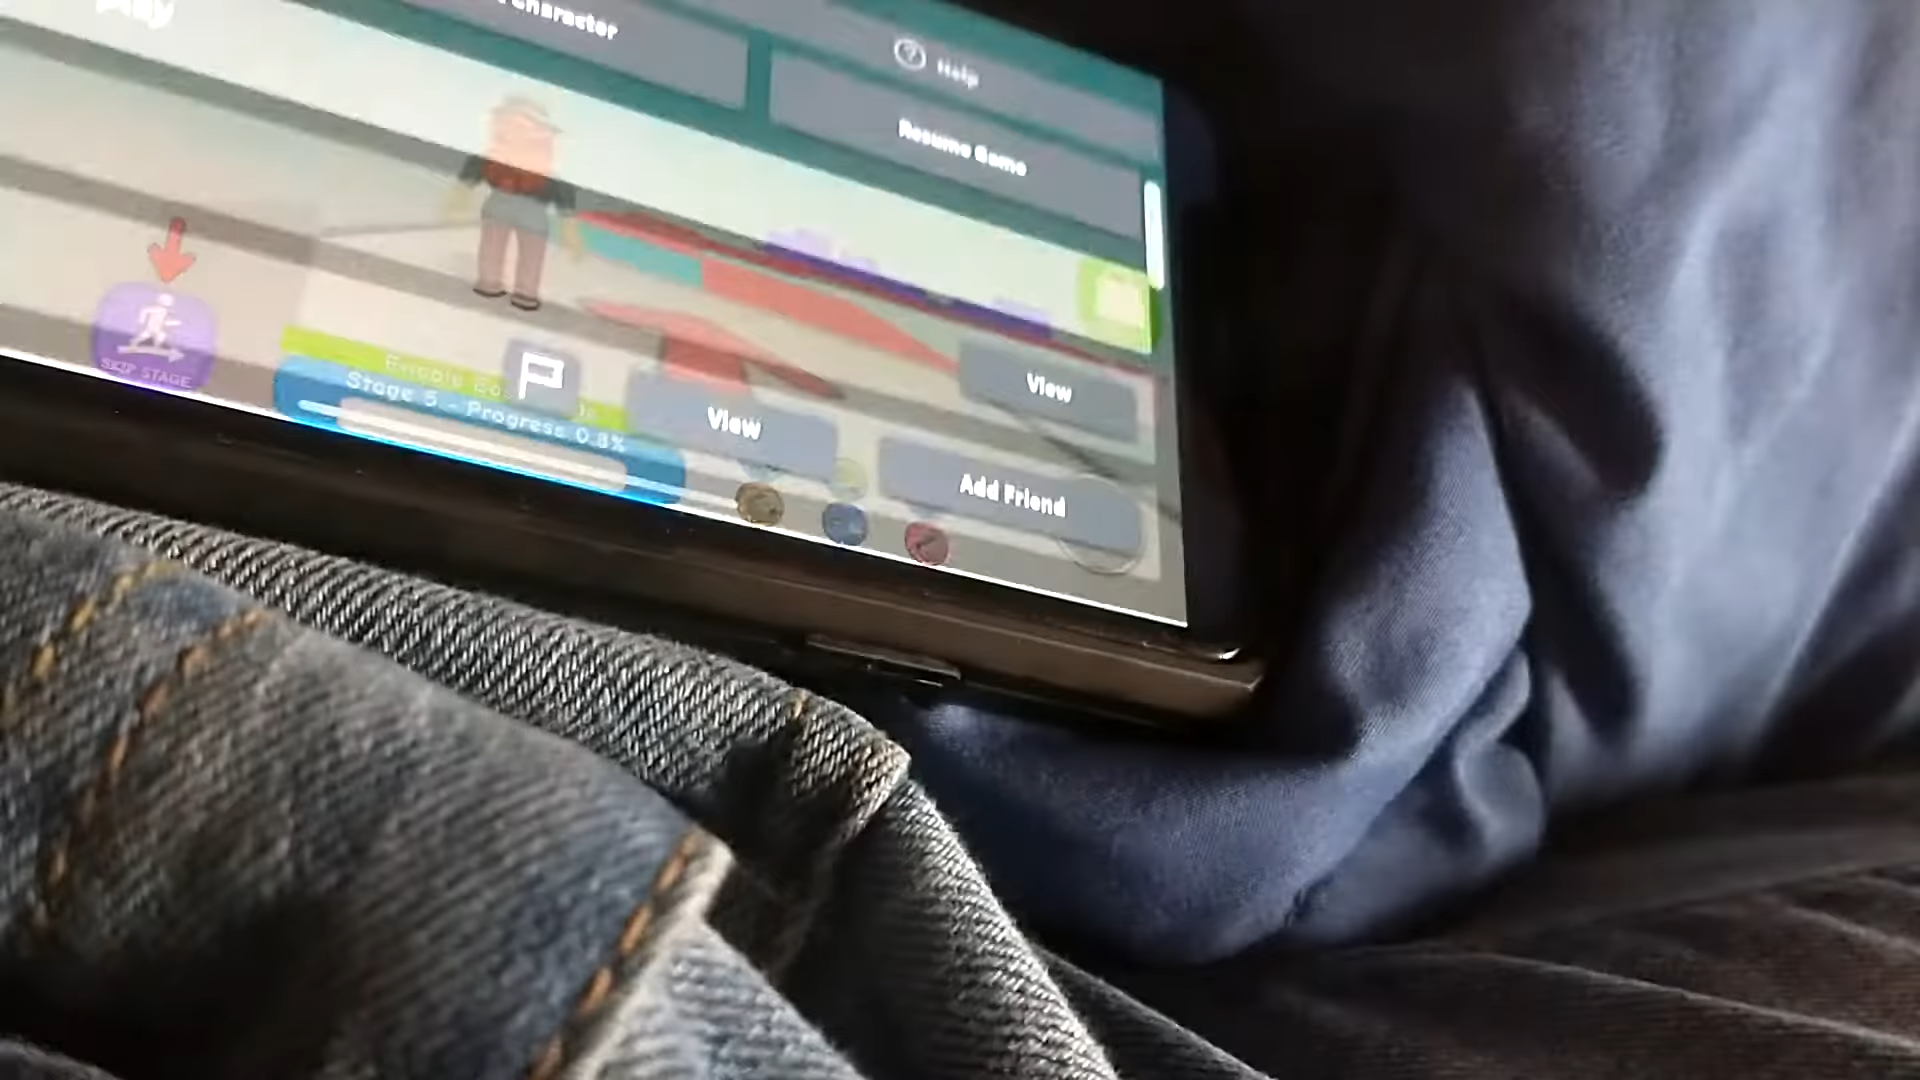 Character
Help
Resume Game
SKIP STAGE
Stage 5 - Progress 0.8%
View
View
Add Friend